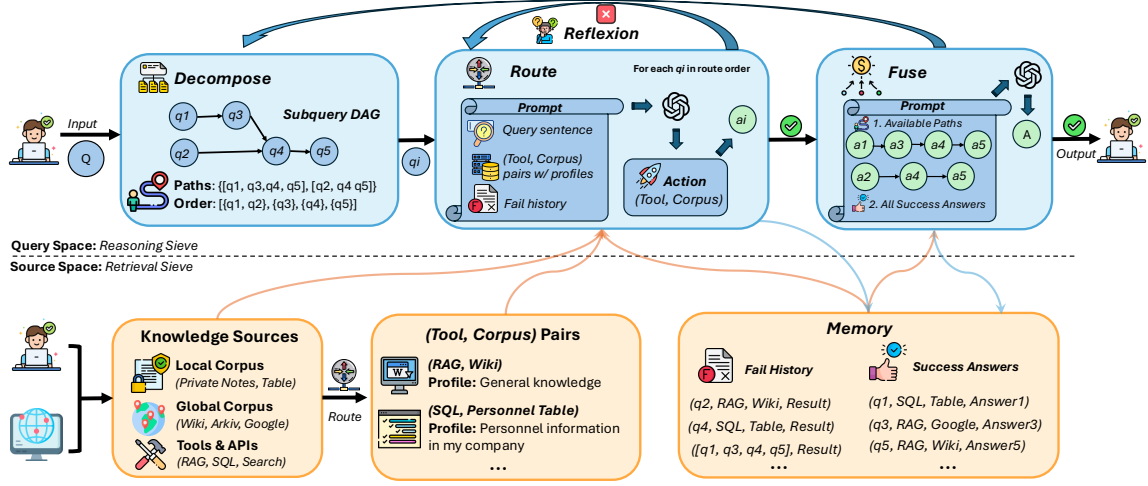 Reflexion
Decompose
q1
q3
Subquery DAG
q2
q4
q5
Paths: {[q1, q3,q4, q5], [q2, q4 q5]}
Order: [{q1, q2}, {q3}, {q4}, {q5}]
Input
Q
qi
Route
For each qi in route order
Prompt
Query sentence
(Tool, Corpus)
pairs w/ profiles
F
Fail history
ai
Action
(Tool, Corpus)
Fuse
Prompt
1. Available Paths
a1
a3
a4
a5
a2
a4
a5
2. All Success Answers
A
Output
Query Space: Reasoning Sieve
Source Space: Retrieval Sieve
Knowledge Sources
Local Corpus
(Private Notes, Table)
Global Corpus
(Wiki, Arkiv, Google)
Tools & APIs
(RAG, SQL, Search)
Route
(Tool, Corpus) Pairs
W
(RAG, Wiki)
Profile: General knowledge
(SQL, Personnel Table)
Profile: Personnel information
in my company
...
Memory
F
Fail History
(q2, RAG, Wiki, Result)
(q4, SQL, Table, Result)
([q1, q3, q4, q5], Result)
...
Success Answers
(q1, SQL, Table, Answer1)
(q3, RAG, Google, Answer3)
(q5, RAG, Wiki, Answer5)
...